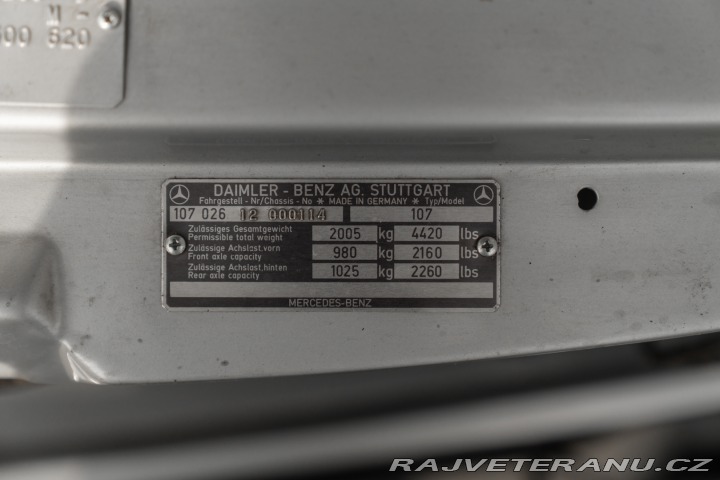 M -
600 620
DAIMLER - BENZ AG. STUTTGART
Fahrgestell - Nr/Chassis - No ✳ MADE IN GERMANY ✳ Typ/Model
107 026 12 000114 107
Zulässiges Gesamtgewicht
Permissible total weight 2005 kg 4420 lbs
Zulässige Achslast.vorn
Front axle capacity 980 kg 2160 lbs
Zulässige Achslast.hinten
Rear axle capacity 1025 kg 2260 lbs
MERCEDES-BENZ
RAJVETERANU.CZ